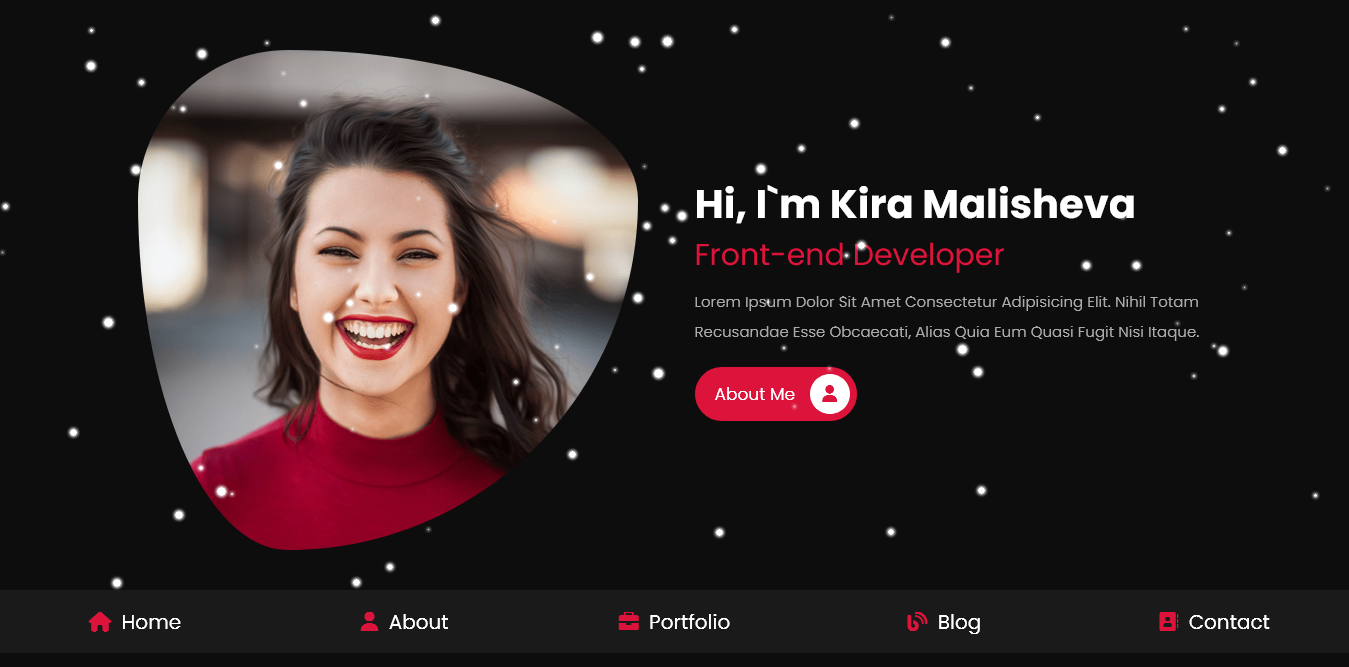 Hi, I`m Kira Malisheva
Front-end Developer
Lorem Ipsum Dolor Sit Amet Consectetur Adipisicing Elit. Nihil Totam
Recusandae Esse Obcaecati, Alias Quia Eum Quasi Fugit Nisi Itaque.
About Me
Home About Portfolio Blog Contact